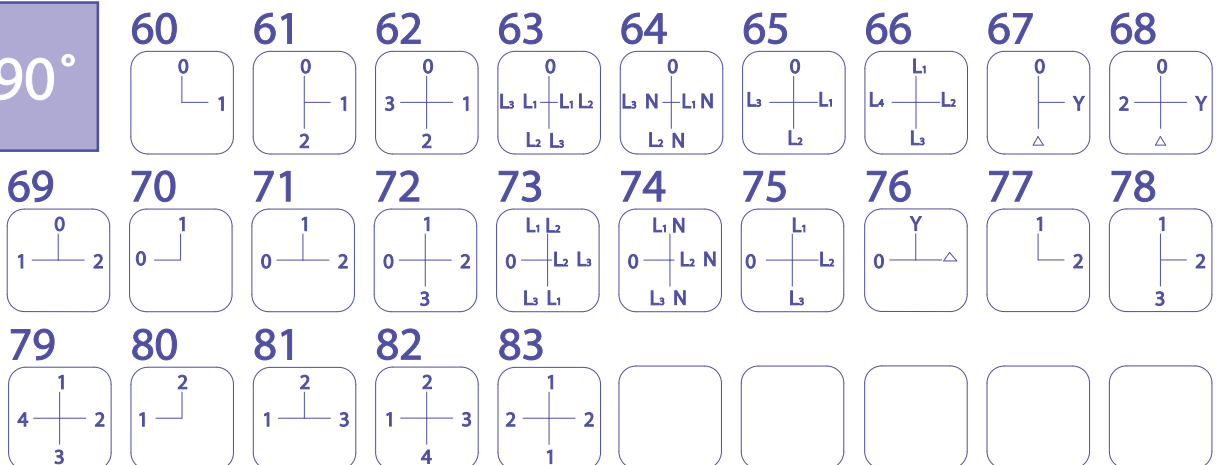 90°
60 61 62 63 64 65 66 67 68
0 0 0 0 0 0 L1 0 0
1 1 3 1 L3 L1 L1 L2 L3 N L1 N L3 L1 L4 L2 Y 2 Y
2 2 L2 L3 L2 N L2 L3 △ △
69 70 71 72 73 74 75 76 77 78
0 1 1 1 L1 L2 L1 N L1 Y 1 1
1 2 0 0 2 0 2 0 L2 L3 0 L2 N 0 L2 0 △ 2 2
3 L3 L1 L3 N L3 3
79 80 81 82 83
1 2 2 2 1
4 2 1 1 3 1 3 2 2
3 4 1